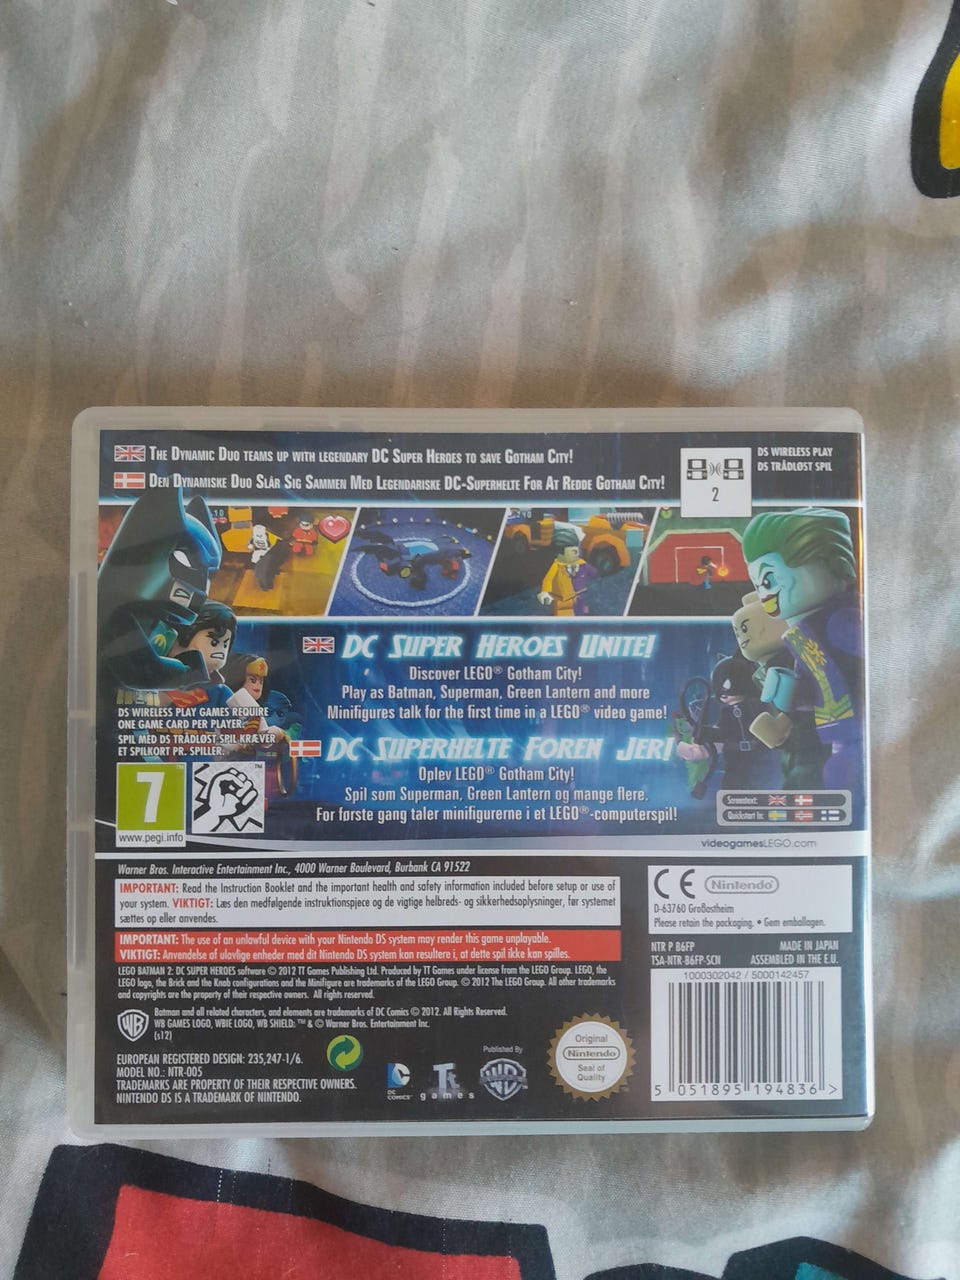 THE DYNAMIC DUO TEAMS UP WITH LEGENDARY DC SUPER HEROES TO SAVE GOTHAM CITY!
DEN DYNAMISKE DUO SLÅR SIG SAMMEN MED LEGENDARISKE DC-SUPERHELTE FOR AT REDDE GOTHAM CITY!
2
DS WIRELESS PLAY
DS TRÅDLØST SPIL
DC SUPER HEROES UNITE!
Discover LEGO® Gotham City!
Play as Batman, Superman, Green Lantern and more
Minifigures talk for the first time in a LEGO® video game!
DS WIRELESS PLAY GAMES REQUIRE
ONE GAME CARD PER PLAYER.
SPIL MED DS TRÅDLØST SPIL KRÆVER
ET SPILKORT PR. SPILLER.
DC SUPERHELTE FOREN JER!
Oplev LEGO® Gotham City!
Spil som Superman, Green Lantern og mange flere.
For første gang taler minifigurerne i et LEGO®-computerspil!
7
www.pegi.info
TM
Screentext:
Quickstart In:
videogamesLEGO.com
Warner Bros. Interactive Entertainment Inc., 4000 Warner Boulevard, Burbank CA 91522
IMPORTANT: Read the Instruction Booklet and the important health and safety information included before setup or use of
your system. VIKTIGT: Læs den medfølgende instruktionspjece og de vigtige helbreds- og sikkerhedsoplysninger, før systemet
sættes op eller anvendes.
IMPORTANT: The use of an unlawful device with your Nintendo DS system may render this game unplayable.
VIKTIGT: Anvendelse af ulovlige enheder med dit Nintendo DS system kan resultere i, at dette spil ikke kan spilles.
LEGO BATMAN 2: DC SUPER HEROES software © 2012 TT Games Publishing Ltd. Produced by TT Games under license from the LEGO Group. LEGO, the
LEGO logo, the Brick and the Knob configurations and the Minifigure are trademarks of the LEGO Group. © 2012 The LEGO Group. All other trademarks
and copyrights are the property of their respective owners. All rights reserved.
Batman and all related characters, and elements are trademarks of DC Comics © 2012. All Rights Reserved.
WB GAMES LOGO, WBIE LOGO, WB SHIELD: ™ & © Warner Bros. Entertainment Inc.
(s12)
WB
EUROPEAN REGISTERED DESIGN: 235,247-1/6.
MODEL NO.: NTR-005
TRADEMARKS ARE PROPERTY OF THEIR RESPECTIVE OWNERS.
NINTENDO DS IS A TRADEMARK OF NINTENDO.
DC COMICS™
Tt games
Published By
WB
Original
Nintendo
Seal of
Quality
CE Nintendo
D-63760 Großostheim
Please retain the packaging. • Gem emballagen.
NTR P B6FP
TSA-NTR-B6FP-SCN
MADE IN JAPAN
ASSEMBLED IN THE E.U.
1000302042 / 5000142457
5 051895 194836 >